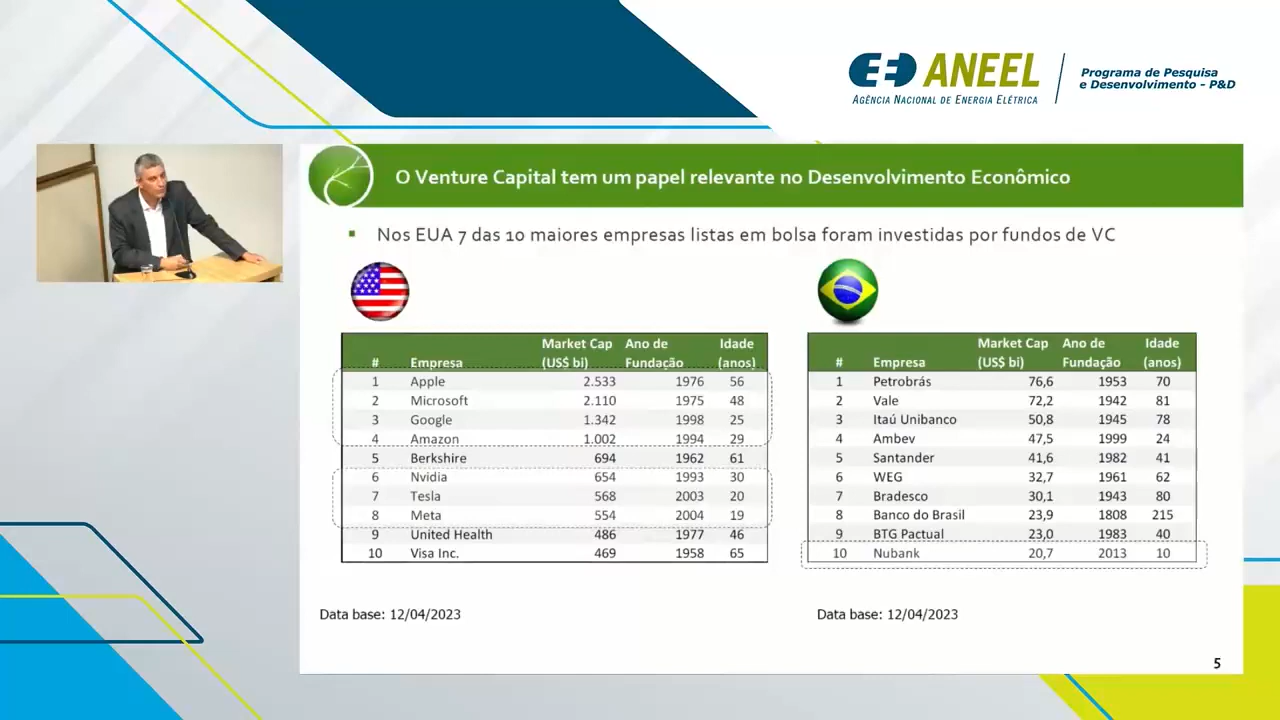 ANEEL
AGÊNCIA NACIONAL DE ENERGIA ELÉTRICA
Programa de Pesquisa
e Desenvolvimento - P&D
O Venture Capital tem um papel relevante no Desenvolvimento Econômico
▪ Nos EUA 7 das 10 maiores empresas listas em bolsa foram investidas por fundos de VC
# Empresa Market Cap (US$ bi) Ano de Fundação Idade (anos)
1 Apple 2.533 1976 56
2 Microsoft 2.110 1975 48
3 Google 1.342 1998 25
4 Amazon 1.002 1994 29
5 Berkshire 694 1962 61
6 Nvidia 654 1993 30
7 Tesla 568 2003 20
8 Meta 554 2004 19
9 United Health 486 1977 46
10 Visa Inc. 469 1958 65
Data base: 12/04/2023
# Empresa Market Cap (US$ bi) Ano de Fundação Idade (anos)
1 Petrobrás 76,6 1953 70
2 Vale 72,2 1942 81
3 Itaú Unibanco 50,8 1945 78
4 Ambev 47,5 1999 24
5 Santander 41,6 1982 41
6 WEG 32,7 1961 62
7 Bradesco 30,1 1943 80
8 Banco do Brasil 23,9 1808 215
9 BTG Pactual 23,0 1983 40
10 Nubank 20,7 2013 10
Data base: 12/04/2023
5